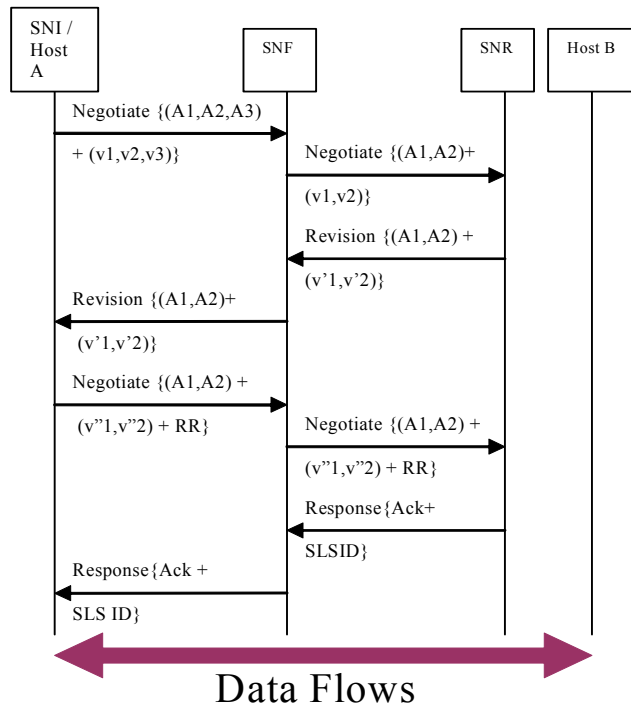 SNI /
Host
A
SNF
SNR
Host B
Negotiate {(A1,A2,A3)
+ (v1,v2,v3)}
Negotiate {(A1,A2)+
(v1,v2)}
Revision {(A1,A2) +
(v’1,v’2)}
Revision {(A1,A2)+
(v’1,v’2)}
Negotiate {(A1,A2) +
(v”1,v”2) + RR}
Negotiate {(A1,A2) +
(v”1,v”2) + RR}
Response{Ack+
SLSID}
Response{Ack +
SLS ID}
Data Flows